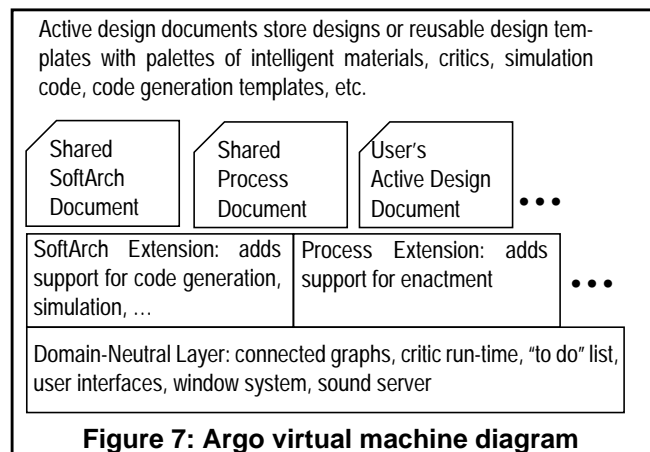 Active design documents store designs or reusable design tem-
plates with palettes of intelligent materials, critics, simulation
code, code generation templates, etc.
Shared
SoftArch
Document
Shared
Process
Document
User's
Active Design
Document
•••
SoftArch Extension: adds
support for code generation,
simulation, …
Process Extension: adds
support for enactment
•••
Domain-Neutral Layer: connected graphs, critic run-time, “to do” list,
user interfaces, window system, sound server
Figure 7: Argo virtual machine diagram